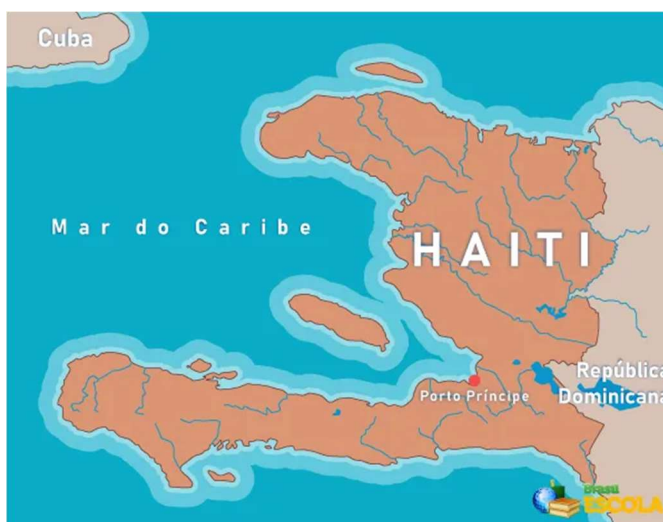 Cuba
Mar do Caribe
HAITI
República
Dominicana
Porto Príncipe
Brasil
ESCOLA